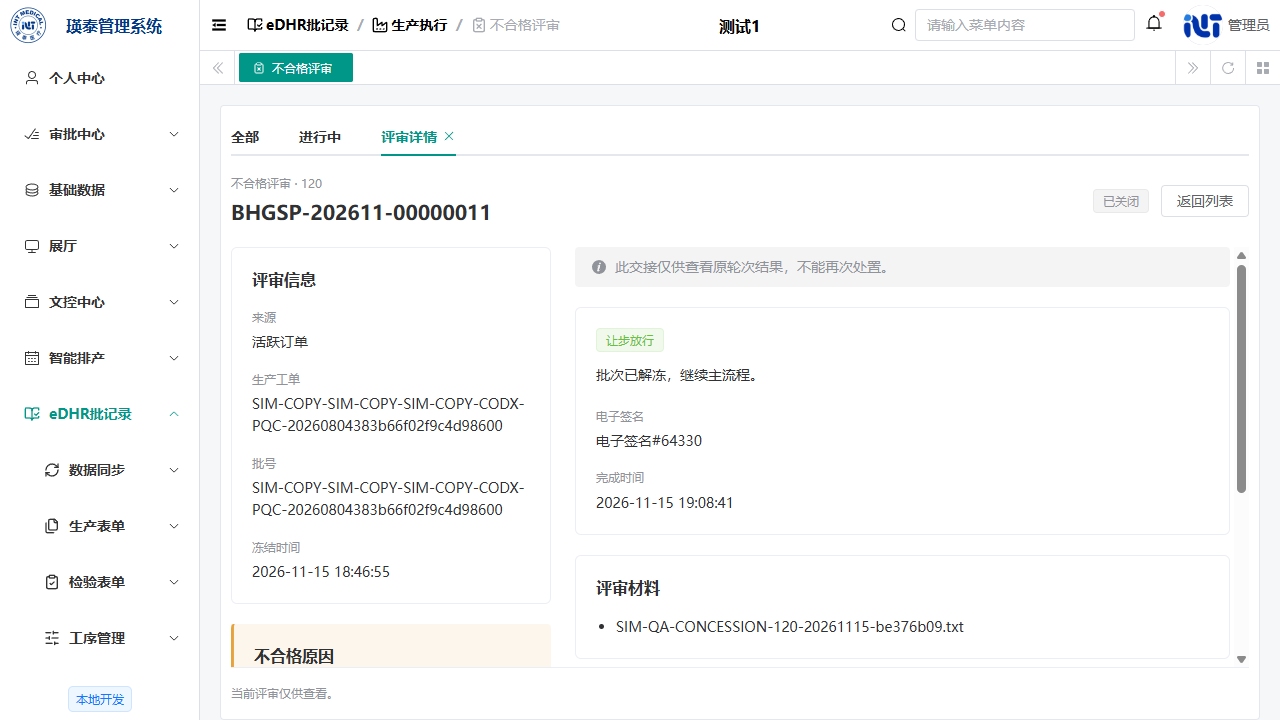 瑛泰管理系统
个人中心
审批中心
基础数据
展厅
文控中心
智能排产
eDHR批记录
数据同步
生产表单
检验表单
工序管理
本地开发
eDHR批记录 / 生产执行 / 不合格评审
测试1
请输入菜单内容
管理员
不合格评审
全部 进行中 评审详情
不合格评审 · 120
BHGSP-202611-00000011
已关闭 返回列表
评审信息
来源
活跃订单
生产工单
SIM-COPY-SIM-COPY-SIM-COPY-CODX-
PQC-20260804383b66f02f9c4d98600
批号
SIM-COPY-SIM-COPY-SIM-COPY-CODX-
PQC-20260804383b66f02f9c4d98600
冻结时间
2026-11-15 18:46:55
不合格原因
此交接仅供查看原轮次结果，不能再次处置。
让步放行
批次已解冻，继续主流程。
电子签名
电子签名#64330
完成时间
2026-11-15 19:08:41
评审材料
SIM-QA-CONCESSION-120-20261115-be376b09.txt
当前评审仅供查看。